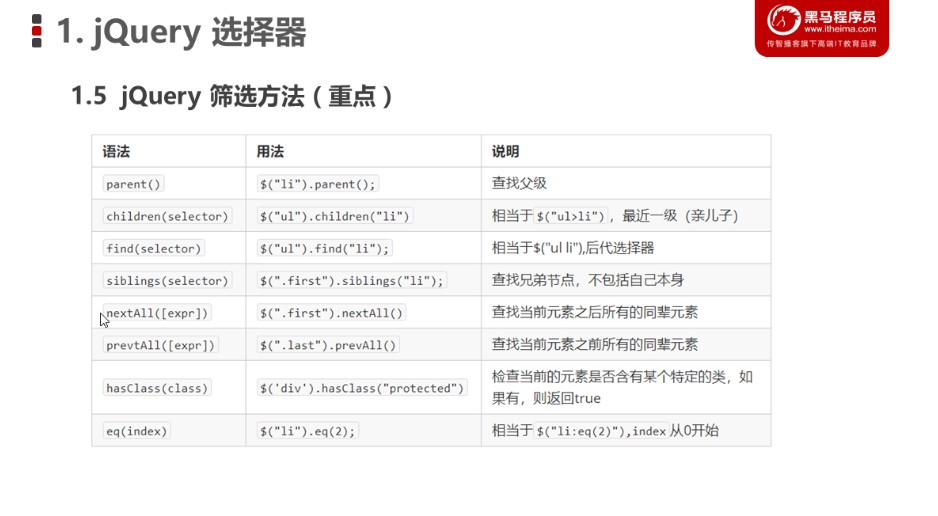 1. jQuery 选择器
黑马程序员
www.itheima.com
传智播客旗下高端IT教育品牌
1.5 jQuery 筛选方法（重点）
语法 用法 说明
parent() $("li").parent(); 查找父级
children(selector) $("ul").children("li") 相当于$("ul>li")，最近一级（亲儿子）
find(selector) $("ul").find("li"); 相当于$("ul li"),后代选择器
siblings(selector) $(".first").siblings("li"); 查找兄弟节点，不包括自己本身
nextAll([expr]) $(".first").nextAll() 查找当前元素之后所有的同辈元素
prevtAll([expr]) $(".last").prevAll() 查找当前元素之前所有的同辈元素
hasClass(class) $('div').hasClass("protected") 检查当前的元素是否含有某个特定的类，如
果有，则返回true
eq(index) $("li").eq(2); 相当于$("li:eq(2)"),index从0开始